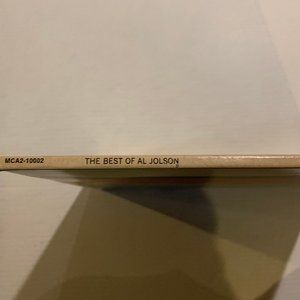 MCA2-10002 THE BEST OF AL JOLSON